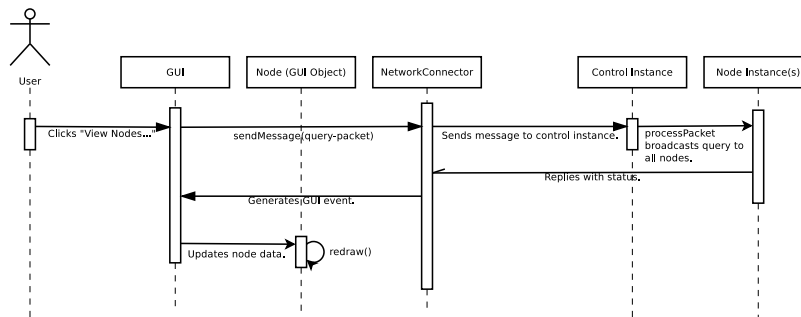 User
GUI
Node (GUI Object)
NetworkConnector
Control Instance
Node Instance(s)
Clicks "View Nodes..."
sendMessage(query-packet)
Sends message to control instance.
processPacket
broadcasts query to
all nodes.
Replies with status.
Generates GUI event.
Updates node data.
redraw()